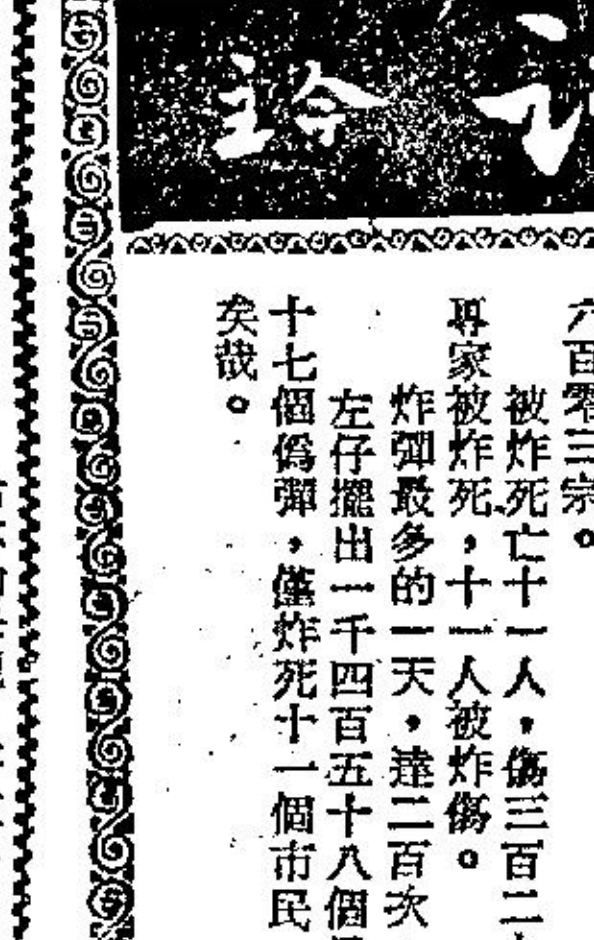 六百零三宗。
被炸死亡十一人,傷三百二
專家被炸死,十一人被炸傷。
炸彈最多的一天,達二百次
左仔擺出一千四百五十八個
十七個僞彈,僅炸死十一個市民
矣哉。